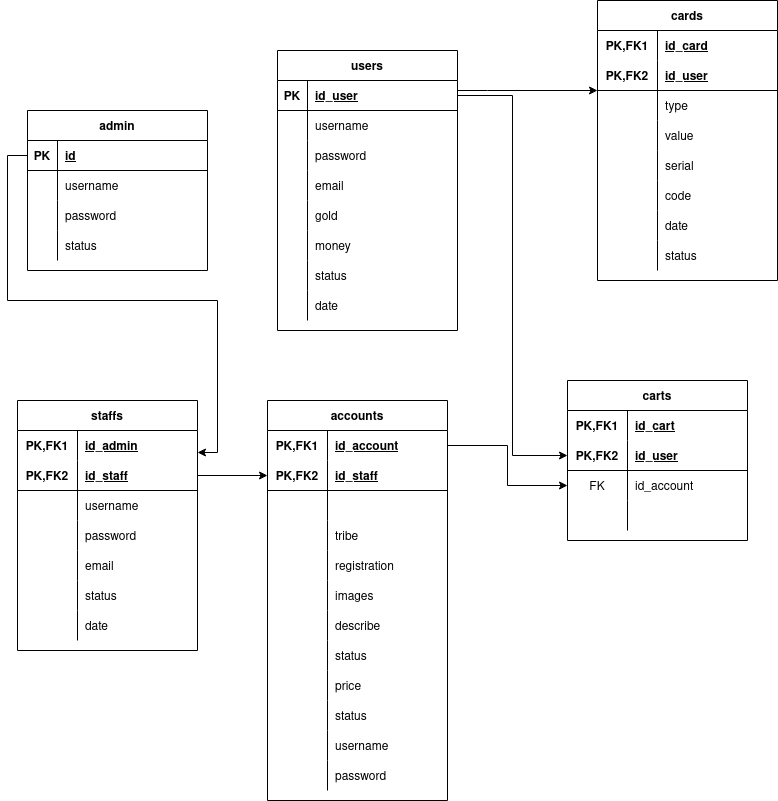 cards
PK,FK1 id_card
PK,FK2 id_user
type
value
serial
code
date
status
users
PK id_user
username
password
email
gold
money
status
date
admin
PK id
username
password
status
staffs
PK,FK1 id_admin
PK,FK2 id_staff
username
password
email
status
date
accounts
PK,FK1 id_account
PK,FK2 id_staff
tribe
registration
images
describe
status
price
status
username
password
carts
PK,FK1 id_cart
PK,FK2 id_user
FK id_account